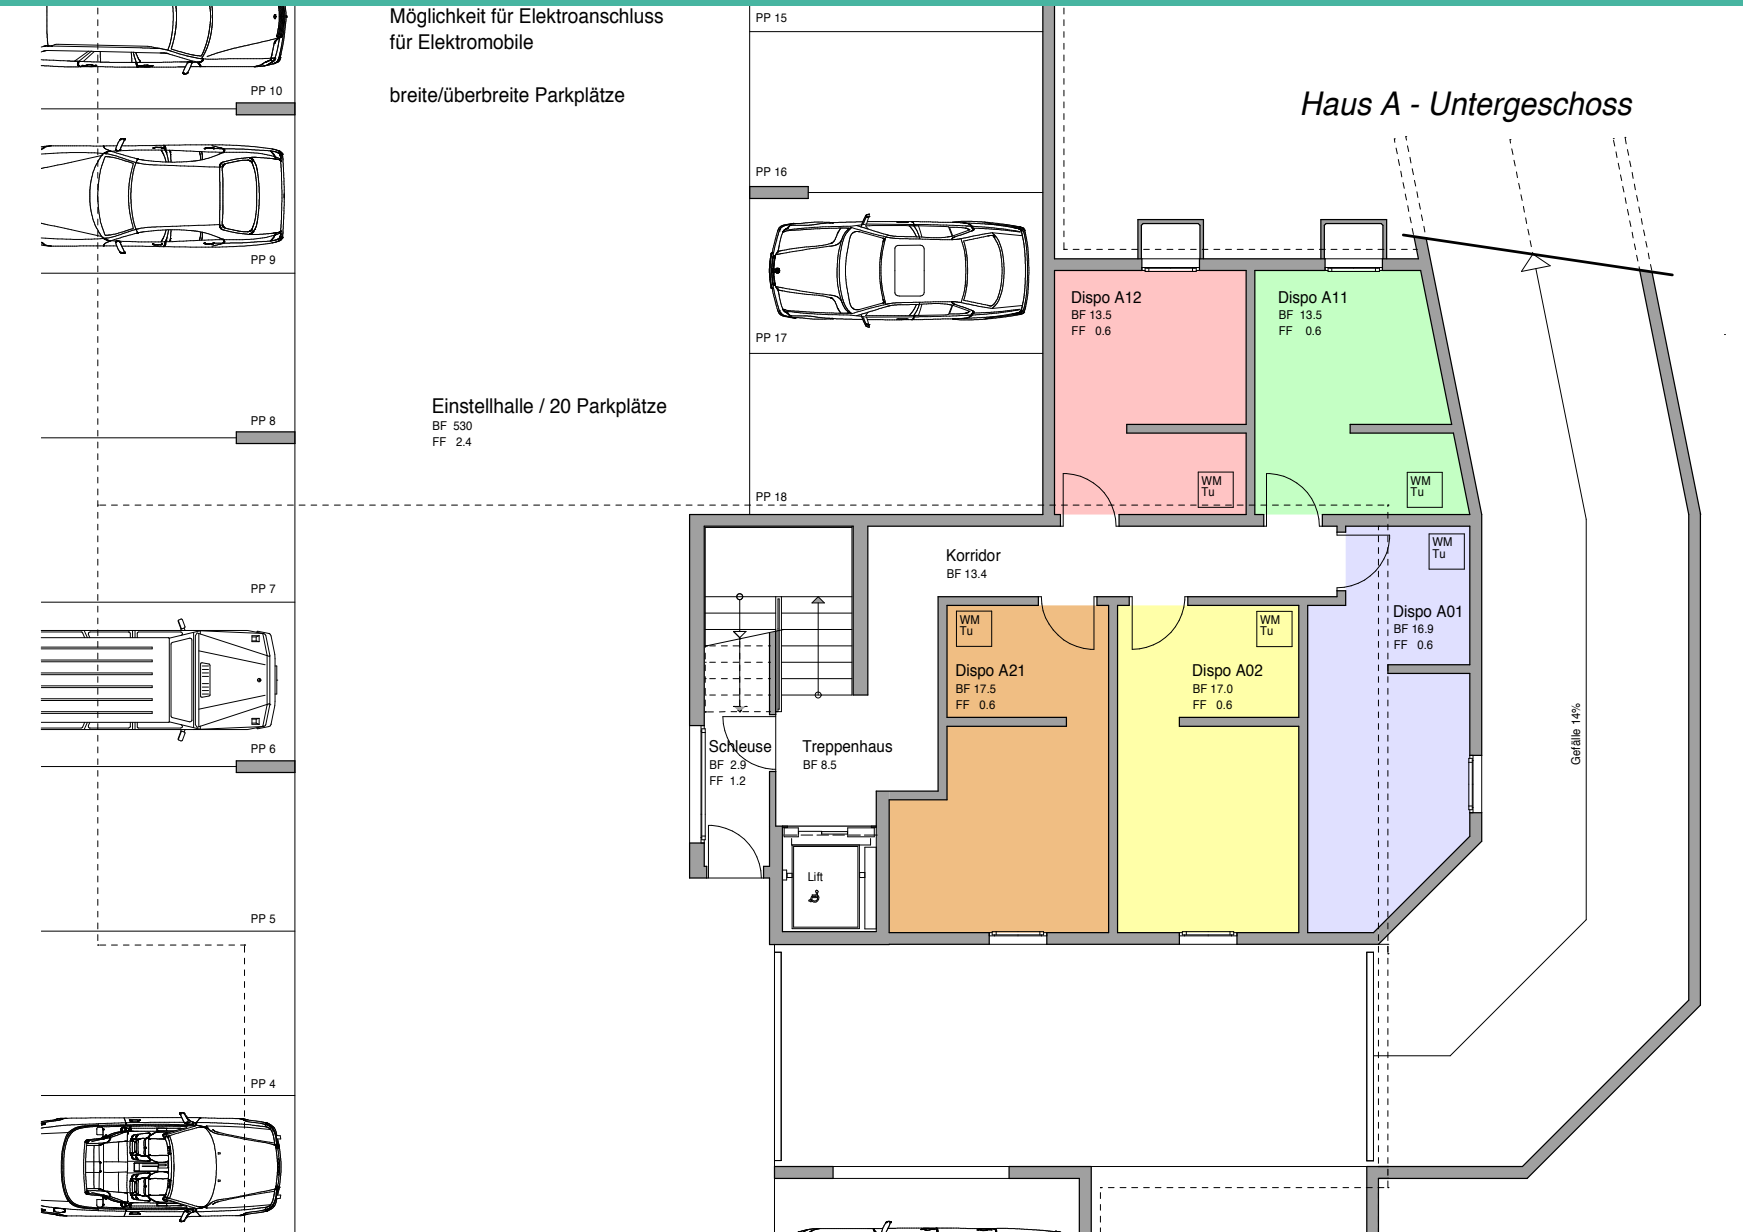 Möglichkeit für Elektroanschluss
für Elektromobile
breite/überbreite Parkplätze
PP 15
PP 10
Haus A - Untergeschoss
PP 16
PP 9
PP 17
Dispo A12
BF 13.5
FF 0.6
Dispo A11
BF 13.5
FF 0.6
Einstellhalle / 20 Parkplätze
BF 530
FF 2.4
PP 8
PP 18
WM
Tu
WM
Tu
Korridor
BF 13.4
WM
Tu
PP 7
WM
Tu
WM
Tu
Dispo A01
BF 16.9
FF 0.6
Dispo A21
BF 17.5
FF 0.6
Dispo A02
BF 17.0
FF 0.6
Gefälle 14%
PP 6
Schleuse
BF 2.9
FF 1.2
Treppenhaus
BF 8.5
Lift
PP 5
PP 4